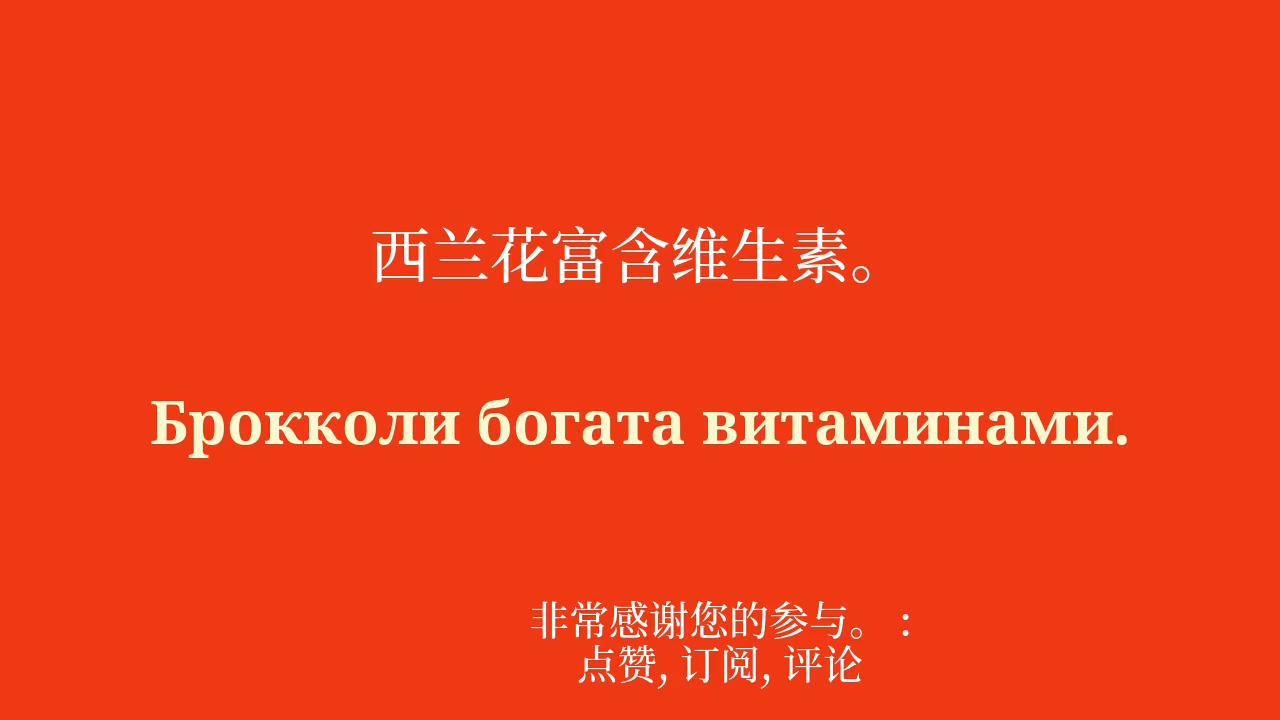 西兰花富含维生素。
Брокколи богата витаминами.
非常感谢您的参与。 :
点赞, 订阅, 评论